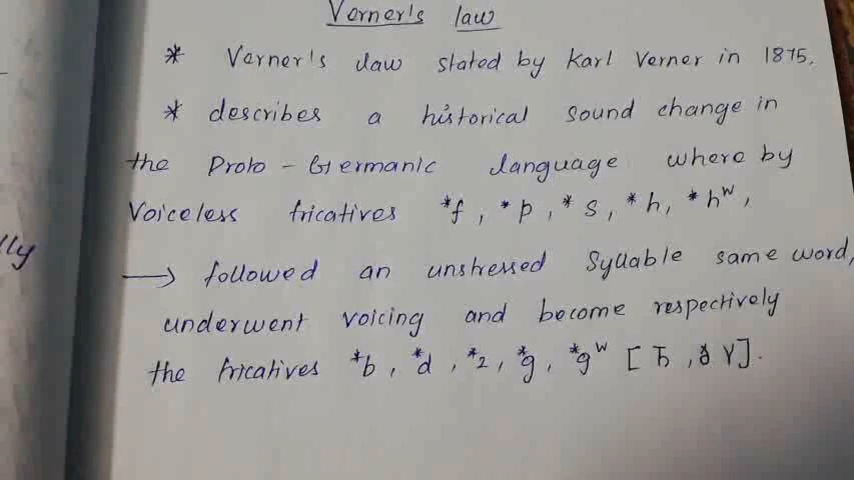 Verner's law
* Verner's law stated by Karl Verner in 1875.
* describes a historical sound change in
the Proto - Germanic language where by
Voiceless fricatives *f, *p, *s, *h, *hʷ,
lly
→ followed an unstressed Syllable same word,
underwent voicing and become respectively
the fricatives *b, *d, *2, *g, *gʷ [ƀ, ð γ].